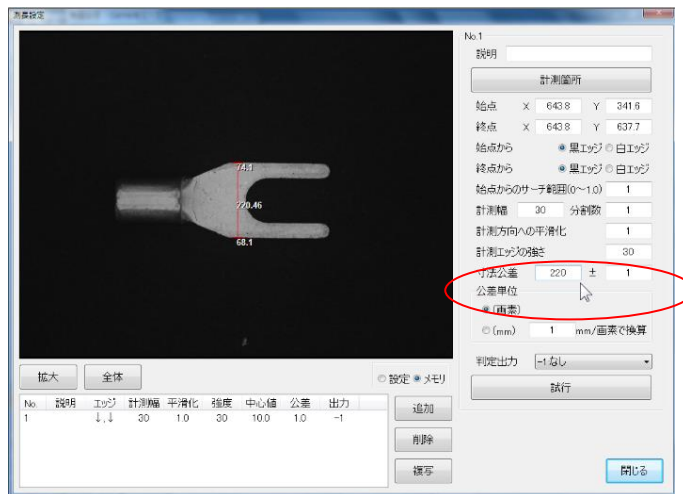 測長設定
74.1
220.46
68.1
拡大 全体 設定 メモリ
No. 説明 エッジ 計測幅 平滑化 強度 中心値 公差 出力
1 ↓,↓ 30 1.0 30 10.0 1.0 -1
追加
削除
複写
No.1
説明
計測箇所
始点 X 643.8 Y 341.6
終点 X 643.8 Y 637.7
始点から 黒エッジ 白エッジ
終点から 黒エッジ 白エッジ
始点からのサーチ範囲(0～1.0) 1
計測幅 30 分割数 1
計測方向への平滑化 1
計測エッジの強さ 30
寸法公差 220 ± 1
公差単位
(画素)
(mm) 1 mm/画素で換算
判定出力 -1:なし
試行
閉じる